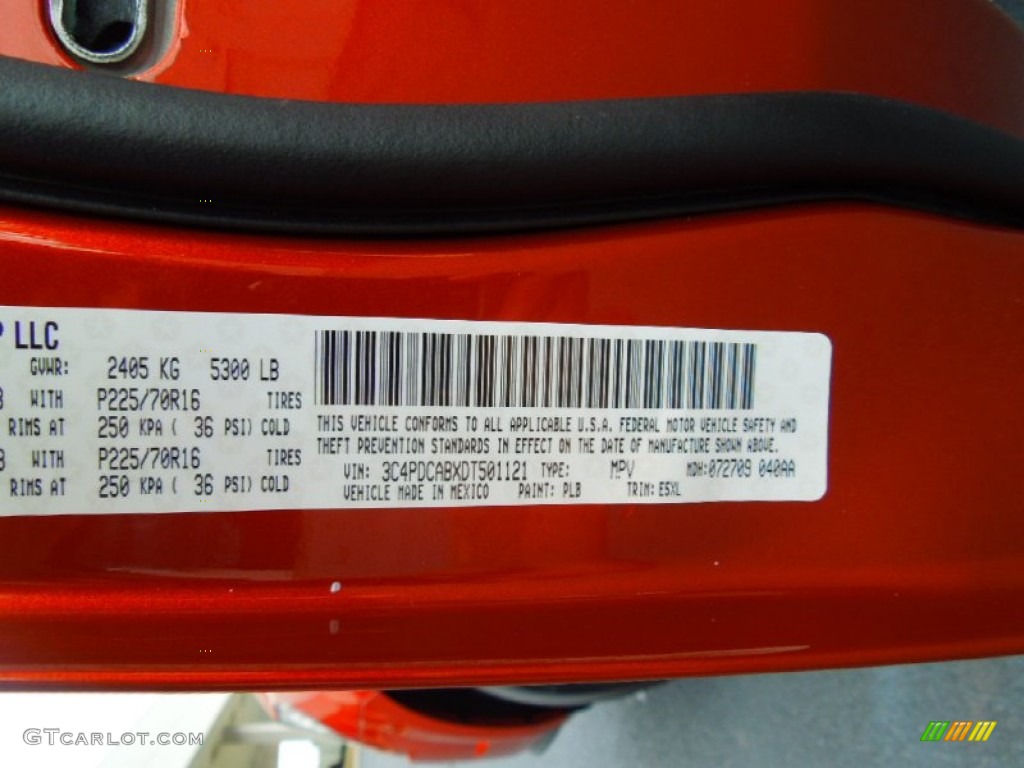 P LLC
GVWR: 2405 KG 5300 LB
WITH P225/70R16 TIRES
RIMS AT 250 KPA ( 36 PSI) COLD
WITH P225/70R16 TIRES
RIMS AT 250 KPA ( 36 PSI) COLD
THIS VEHICLE CONFORMS TO ALL APPLICABLE U.S.A. FEDERAL MOTOR VEHICLE SAFETY AND
THEFT PREVENTION STANDARDS IN EFFECT ON THE DATE OF MANUFACTURE SHOWN ABOVE.
VIN: 3C4PDCABXDT501121 TYPE: MPV MDH:072709 040AA
VEHICLE MADE IN MEXICO PAINT: PLB TRIM: E5XL
GTCARLOT.COM